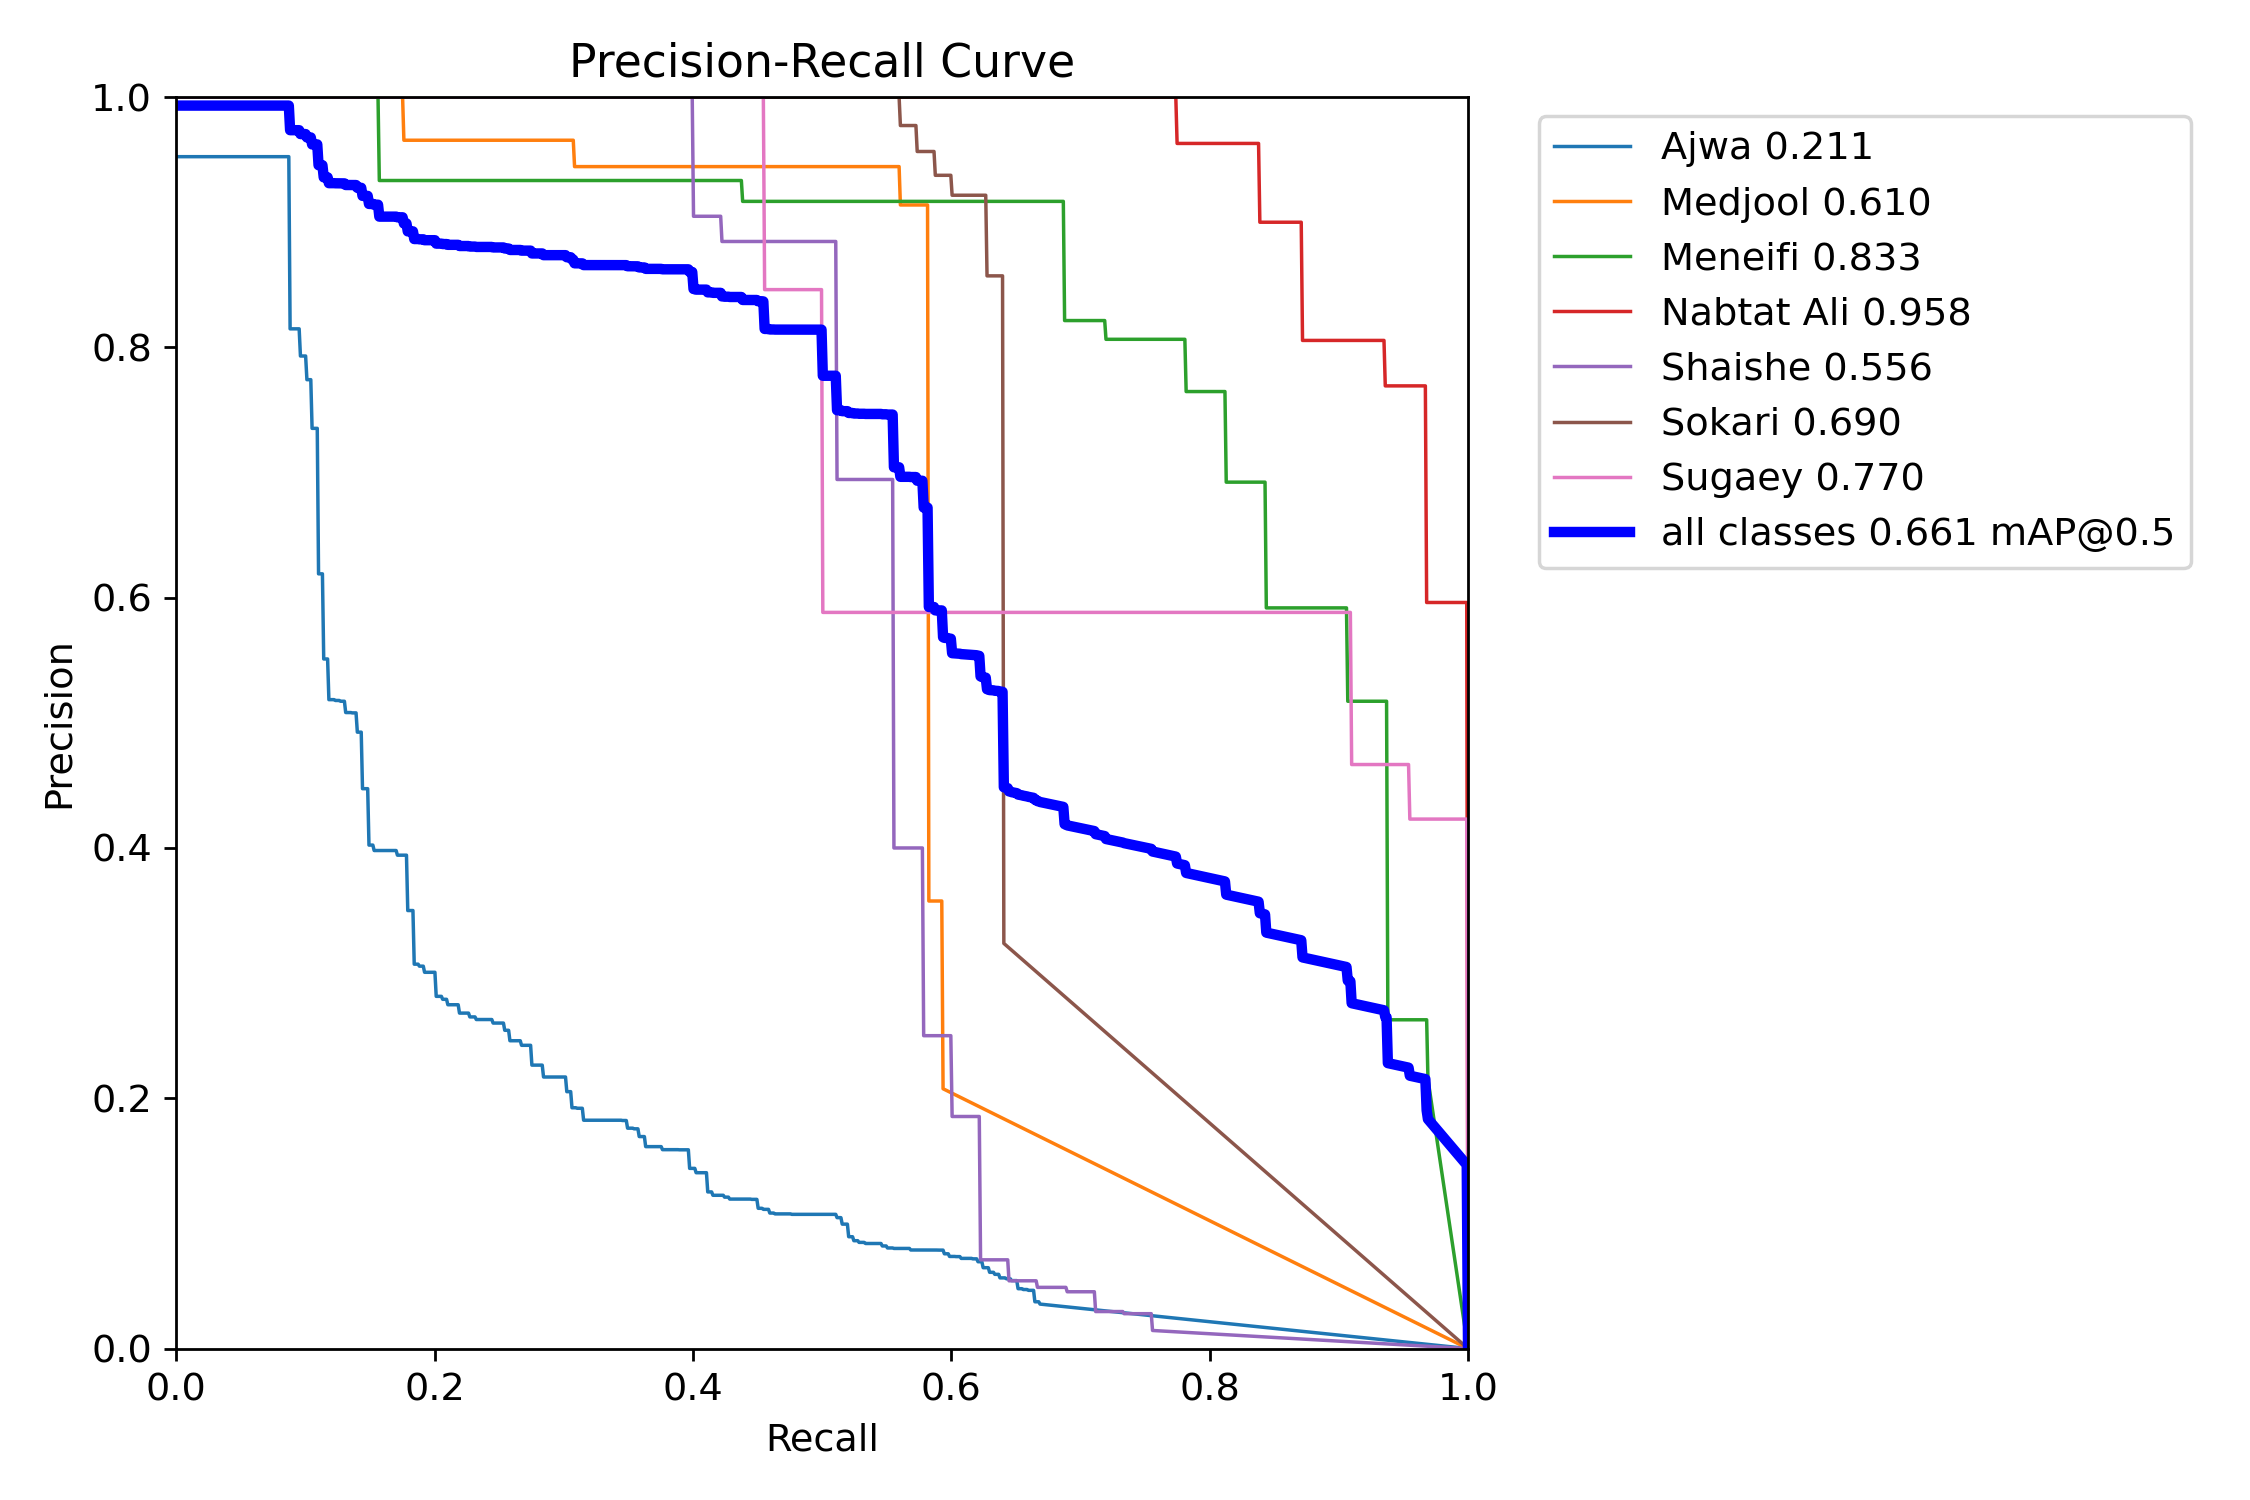 Precision-Recall Curve
1.0
0.8
0.6
0.4
0.2
0.0
Precision
0.0 0.2 0.4 0.6 0.8 1.0
Recall
Ajwa 0.211
Medjool 0.610
Meneifi 0.833
Nabtat Ali 0.958
Shaishe 0.556
Sokari 0.690
Sugaey 0.770
all classes 0.661 mAP@0.5